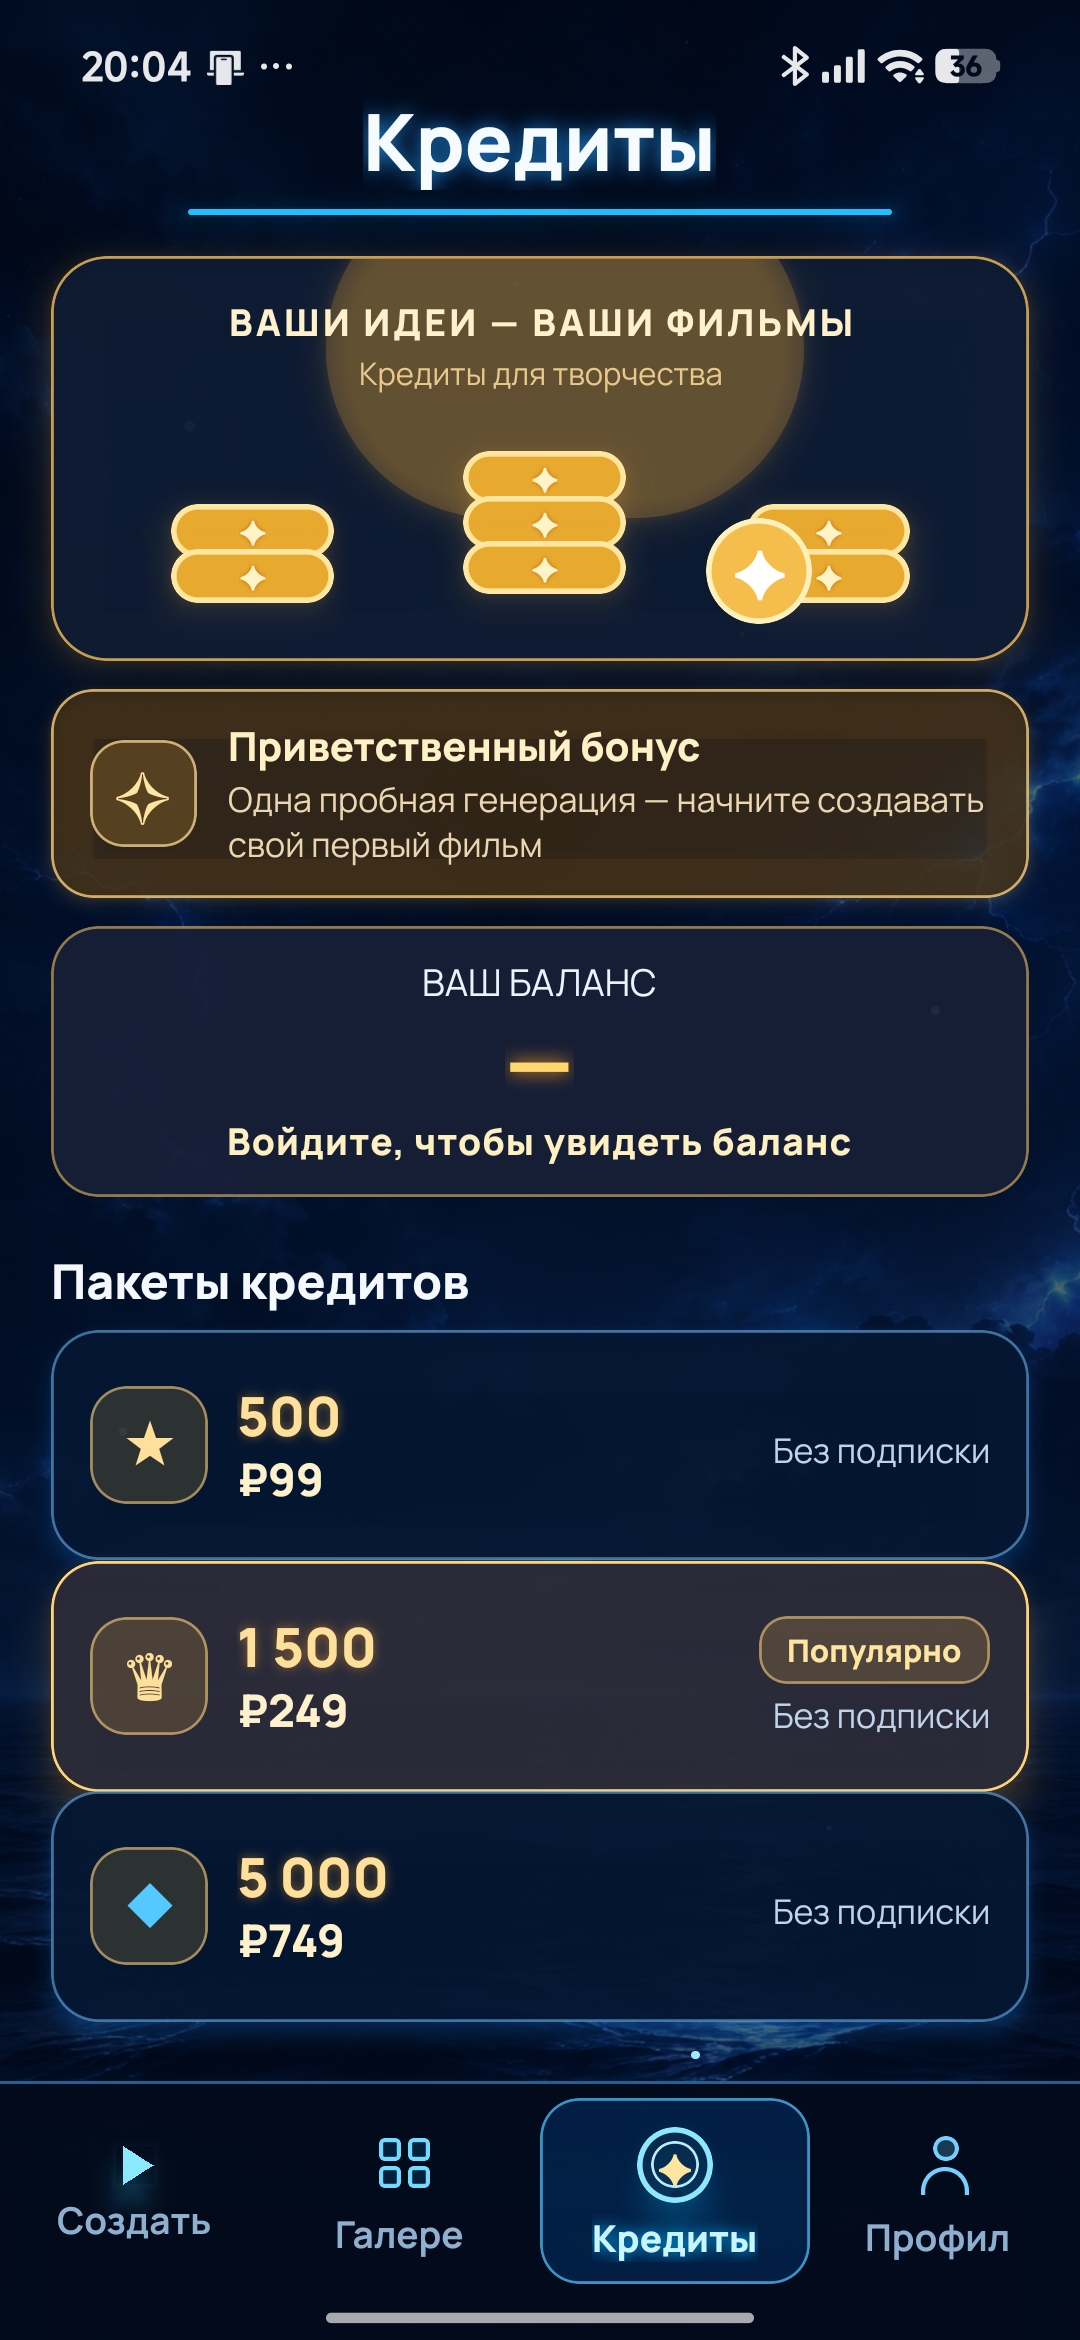 20:04
36
Кредиты
ВАШИ ИДЕИ — ВАШИ ФИЛЬМЫ
Кредиты для творчества
Приветственный бонус
Одна пробная генерация — начните создавать
свой первый фильм
ВАШ БАЛАНС
—
Войдите, чтобы увидеть баланс
Пакеты кредитов
500
₽99
Без подписки
1 500
₽249
Популярно
Без подписки
5 000
₽749
Без подписки
Создать
Галере
Кредиты
Профил